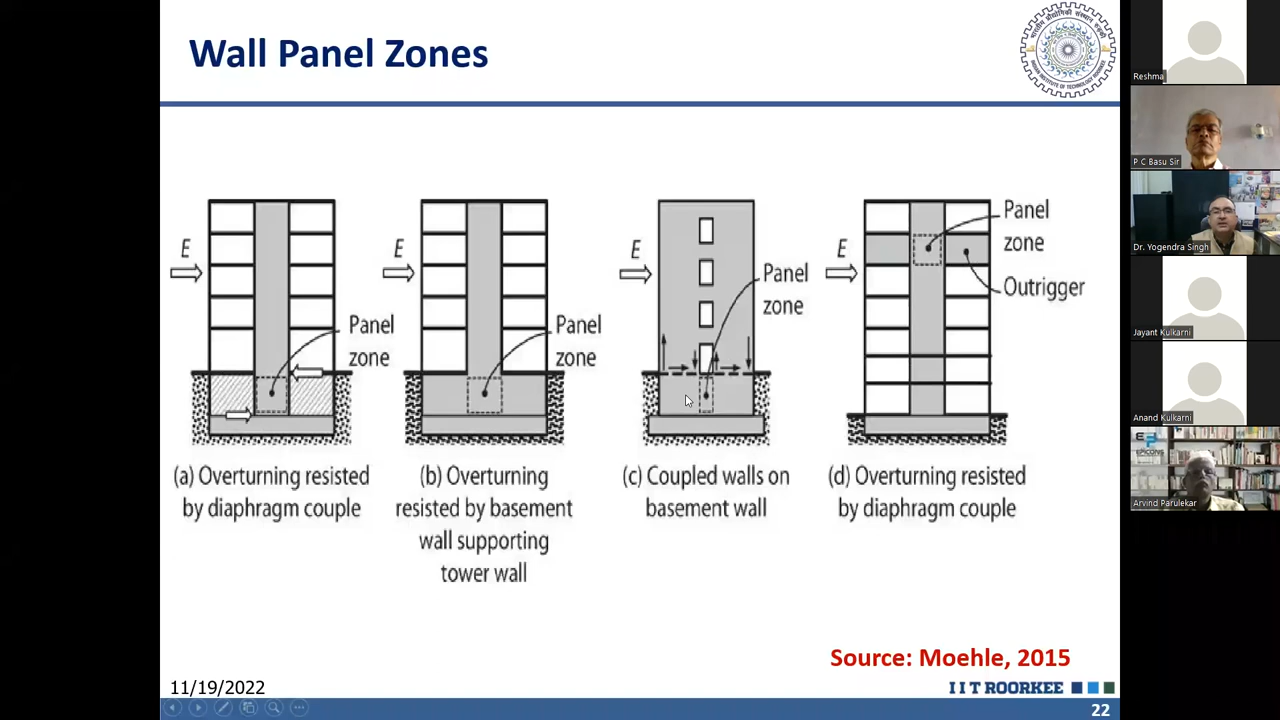 Wall Panel Zones
E
Panel
zone
(a) Overturning resisted
by diaphragm couple
E
Panel
zone
(b) Overturning
resisted by basement
wall supporting
tower wall
E
Panel
zone
(c) Coupled walls on
basement wall
E
Panel
zone
Outrigger
(d) Overturning resisted
by diaphragm couple
Source: Moehle, 2015
11/19/2022
I I T ROORKEE
22
Reshma
P C Basu Sir
Dr. Yogendra Singh
Jayant Kulkarni
Anand Kulkarni
Arvind Parulekar